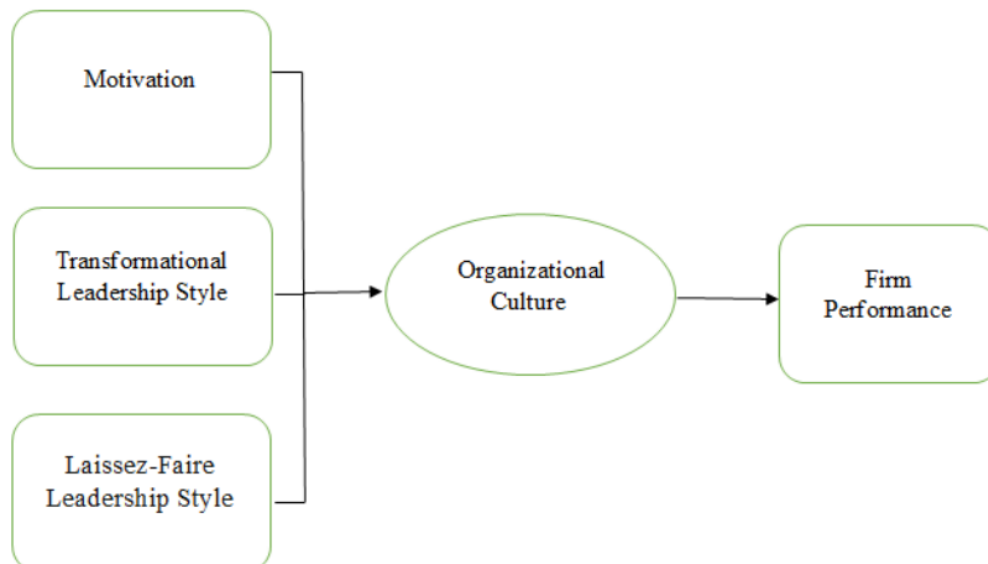 Motivation
Transformational
Leadership Style
Organizational
Culture
Firm
Performance
Laissez-Faire
Leadership Style